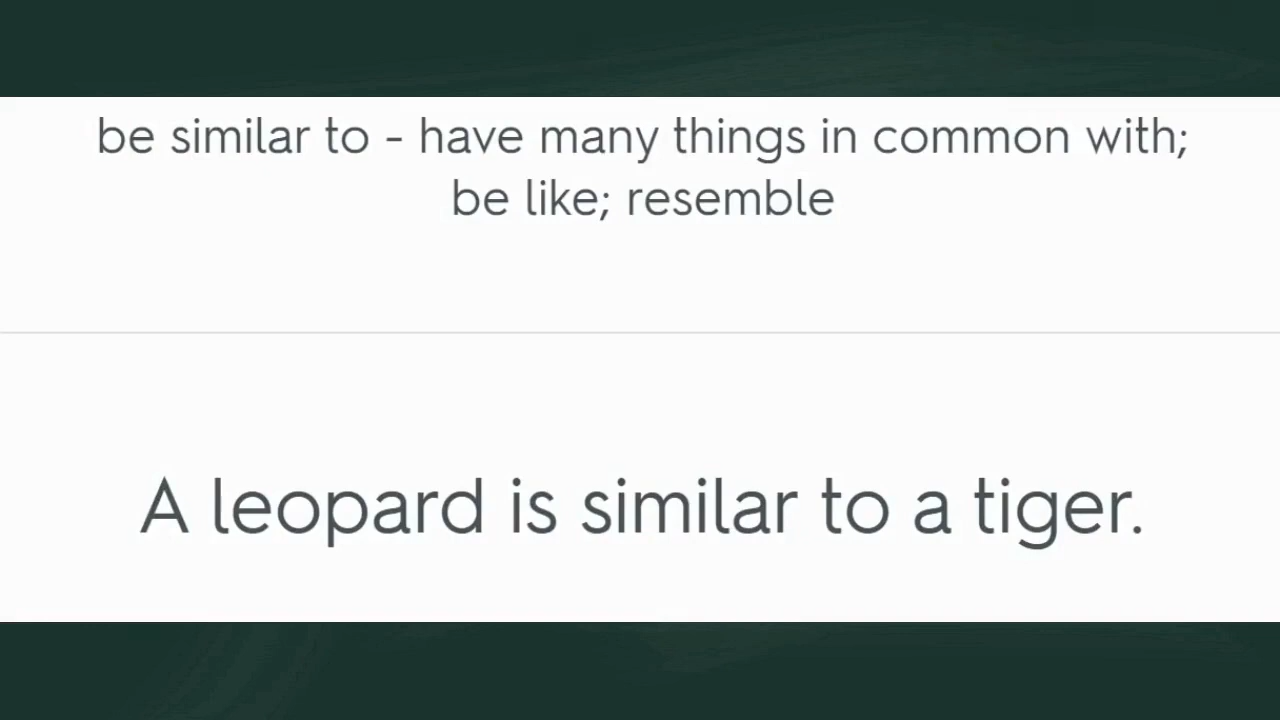 be similar to - have many things in common with;
be like; resemble
A leopard is similar to a tiger.